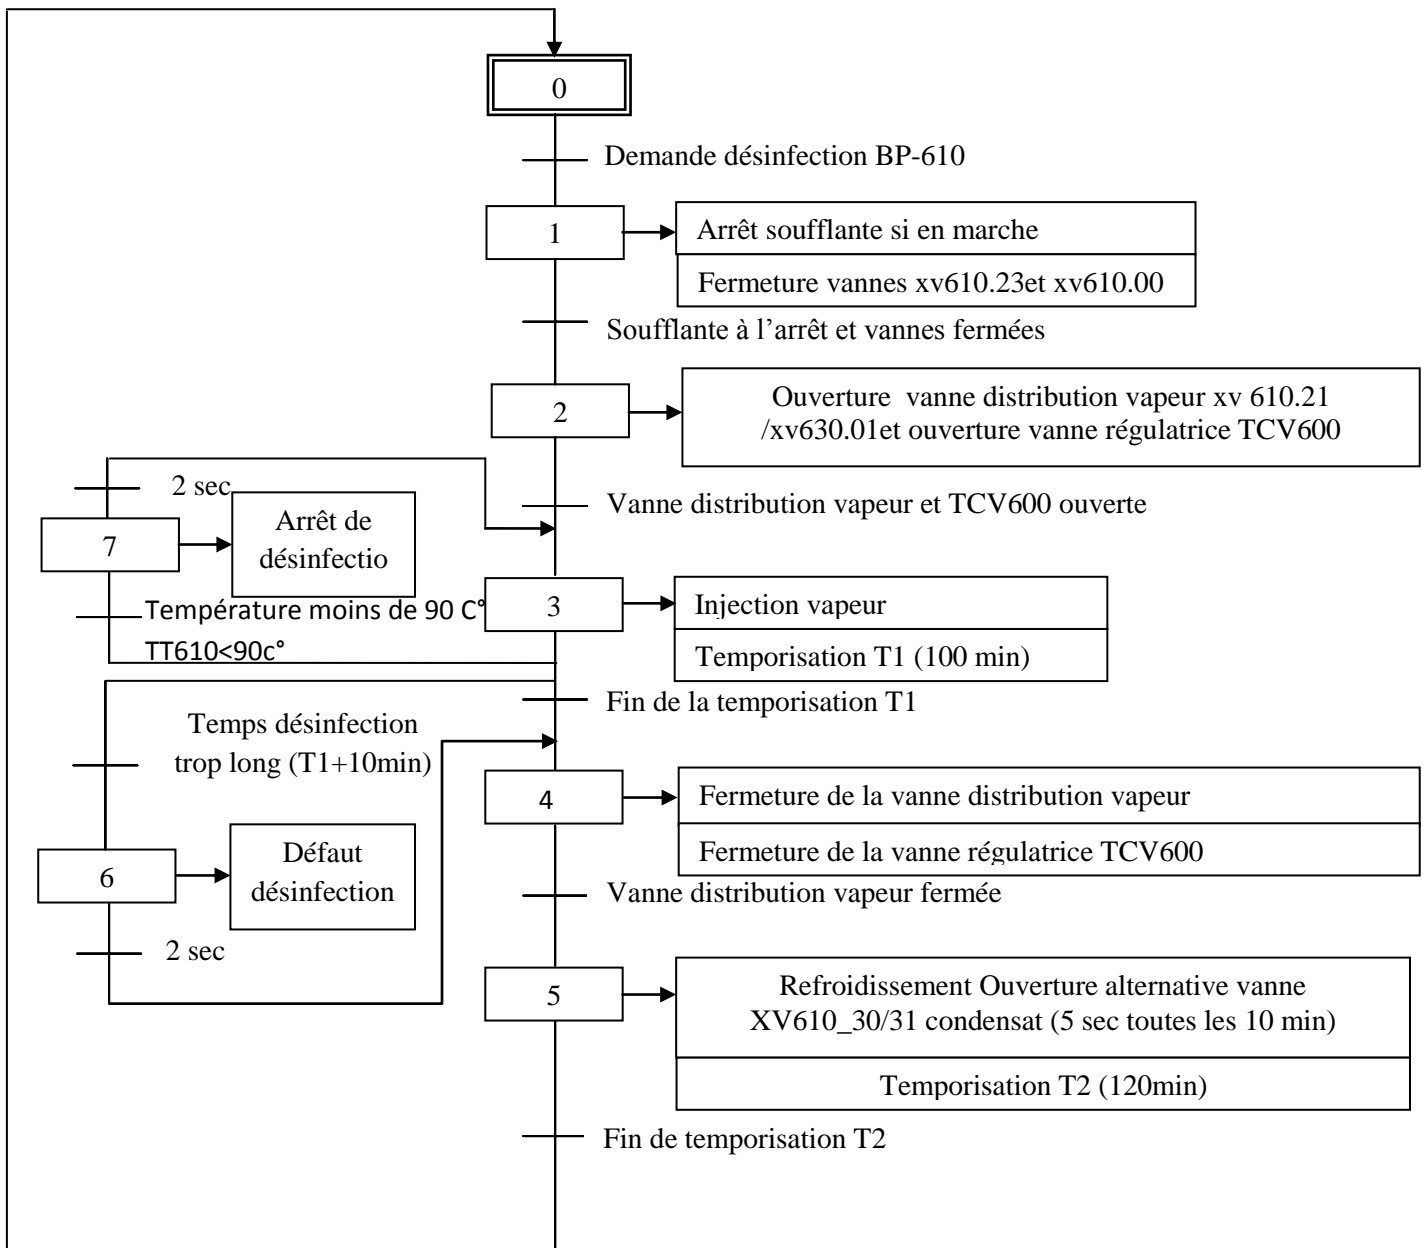 0
Demande désinfection BP-610
1
Arrêt soufflante si en marche
Fermeture vannes xv610.23et xv610.00
Soufflante à l’arrêt et vannes fermées
2
Ouverture  vanne distribution vapeur xv 610.21
/xv630.01et ouverture vanne régulatrice TCV600
2 sec
Vanne distribution vapeur et TCV600 ouverte
7
Arrêt de
désinfectio
Température moins de 90 C°
TT610<90c°
3
Injection vapeur
Temporisation T1 (100 min)
Fin de la temporisation T1
Temps désinfection
trop long (T1+10min)
4
Fermeture de la vanne distribution vapeur
Fermeture de la vanne régulatrice TCV600
6
Défaut
désinfection
Vanne distribution vapeur fermée
2 sec
5
Refroidissement Ouverture alternative vanne
XV610_30/31 condensat (5 sec toutes les 10 min)
Temporisation T2 (120min)
Fin de temporisation T2